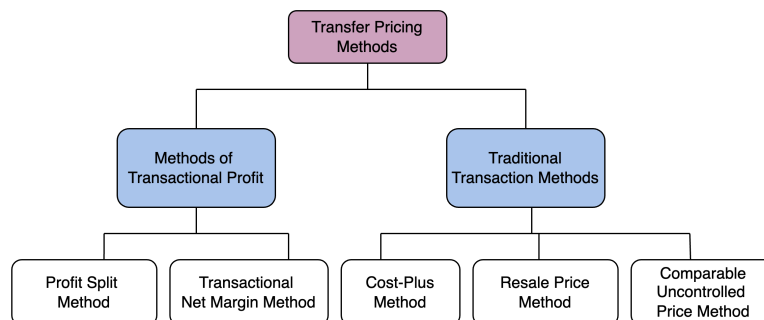 Transfer Pricing
Methods
Methods of
Transactional Profit
Traditional
Transaction Methods
Profit Split
Method
Transactional
Net Margin Method
Cost-Plus
Method
Resale Price
Method
Comparable
Uncontrolled
Price Method